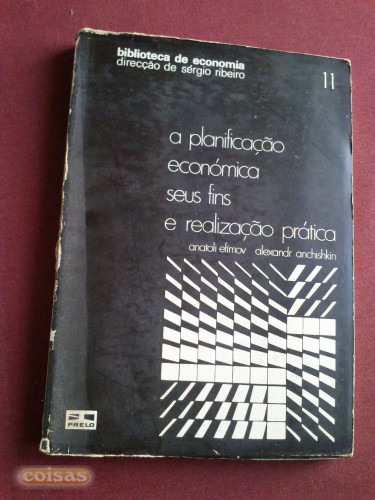 biblioteca de economia
direcção de sérgio ribeiro
11
a planificação
económica
seus fins
e realização prática
anatoli efimov alexandr anchishkin
PRELO
coisas